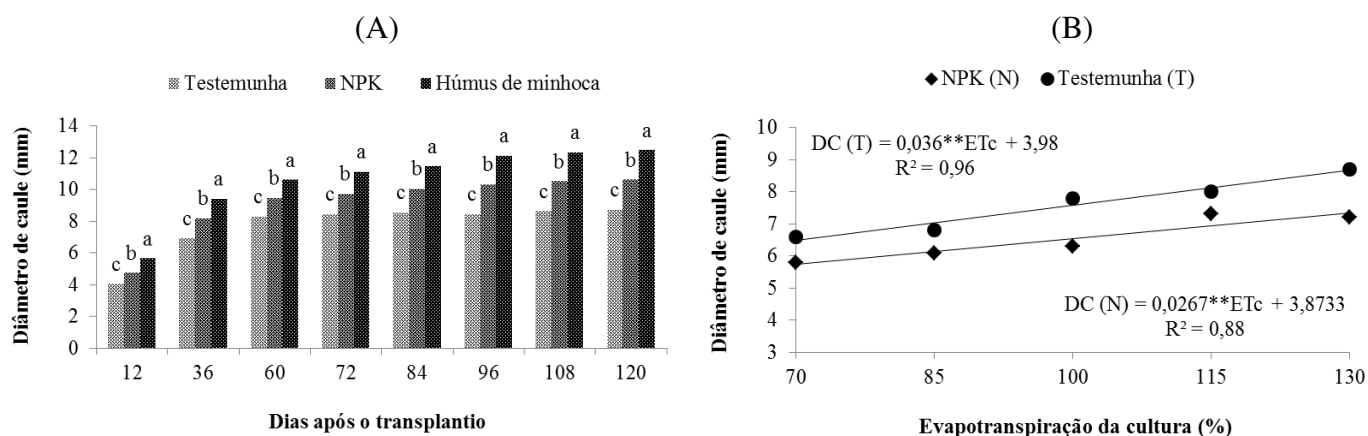 (A)
Testemunha NPK Húmus de minhoca
Diâmetro de caule (mm)
14
12
10
8
6
4
2
0
c b a c b a c b a c b a c b a c b a c b a c b a
12 36 60 72 84 96 108 120
Dias após o transplantio
(B)
NPK (N) Testemunha (T)
Diâmetro de caule (mm)
10
9
8
7
6
5
4
3
DC (T) = 0,036**ETc + 3,98
R² = 0,96
DC (N) = 0,0267**ETc + 3,8733
R² = 0,88
70 85 100 115 130
Evapotranspiração da cultura (%)